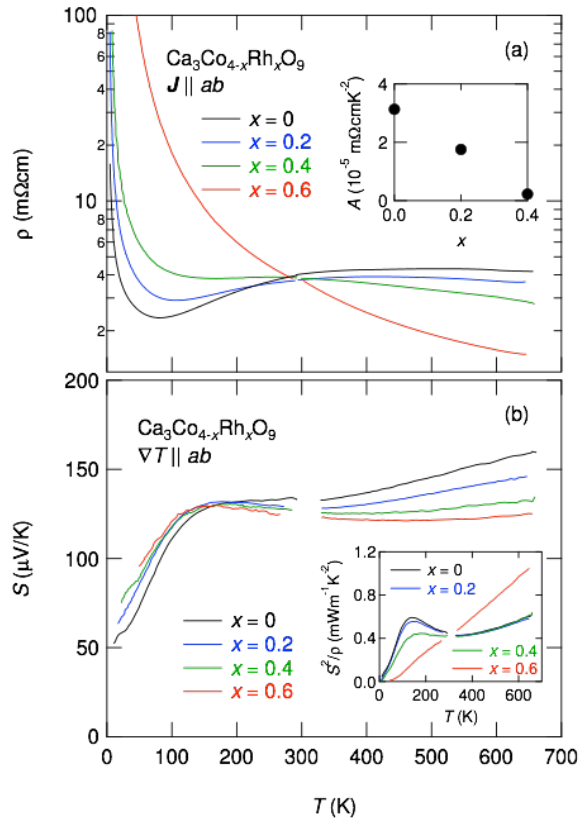 (a)
Ca₃Co₄₋ₓRhₓO₉
J || ab
x = 0
x = 0.2
x = 0.4
x = 0.6
ρ (mΩcm)
100
8
6
4
2
10
8
6
4
2
A (10⁻⁵ mΩcmK⁻²)
4
2
0
0.0 0.2 0.4
x
(b)
Ca₃Co₄₋ₓRhₓO₉
∇T || ab
S (μV/K)
200
150
100
50
0
x = 0
x = 0.2
x = 0.4
x = 0.6
S²/ρ (mWm⁻¹K⁻²)
1.2
0.8
0.4
0.0
x = 0
x = 0.2
x = 0.4
x = 0.6
0 200 400 600
T (K)
0 100 200 300 400 500 600 700
T (K)